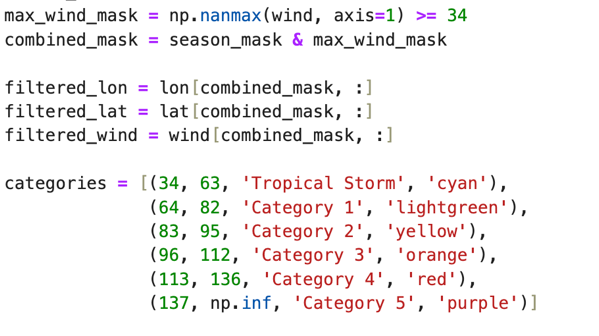 max_wind_mask = np.nanmax(wind, axis=1) >= 34
combined_mask = season_mask & max_wind_mask

filtered_lon = lon[combined_mask, :]
filtered_lat = lat[combined_mask, :]
filtered_wind = wind[combined_mask, :]

categories = [(34, 63, 'Tropical Storm', 'cyan'),
              (64, 82, 'Category 1', 'lightgreen'),
              (83, 95, 'Category 2', 'yellow'),
              (96, 112, 'Category 3', 'orange'),
              (113, 136, 'Category 4', 'red'),
              (137, np.inf, 'Category 5', 'purple')]